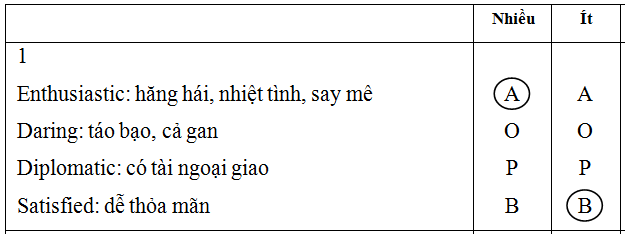 Nhiều Ít
1
Enthusiastic: hăng hái, nhiệt tình, say mê A A
Daring: táo bạo, cả gan O O
Diplomatic: có tài ngoại giao P P
Satisfied: dễ thỏa mãn B B